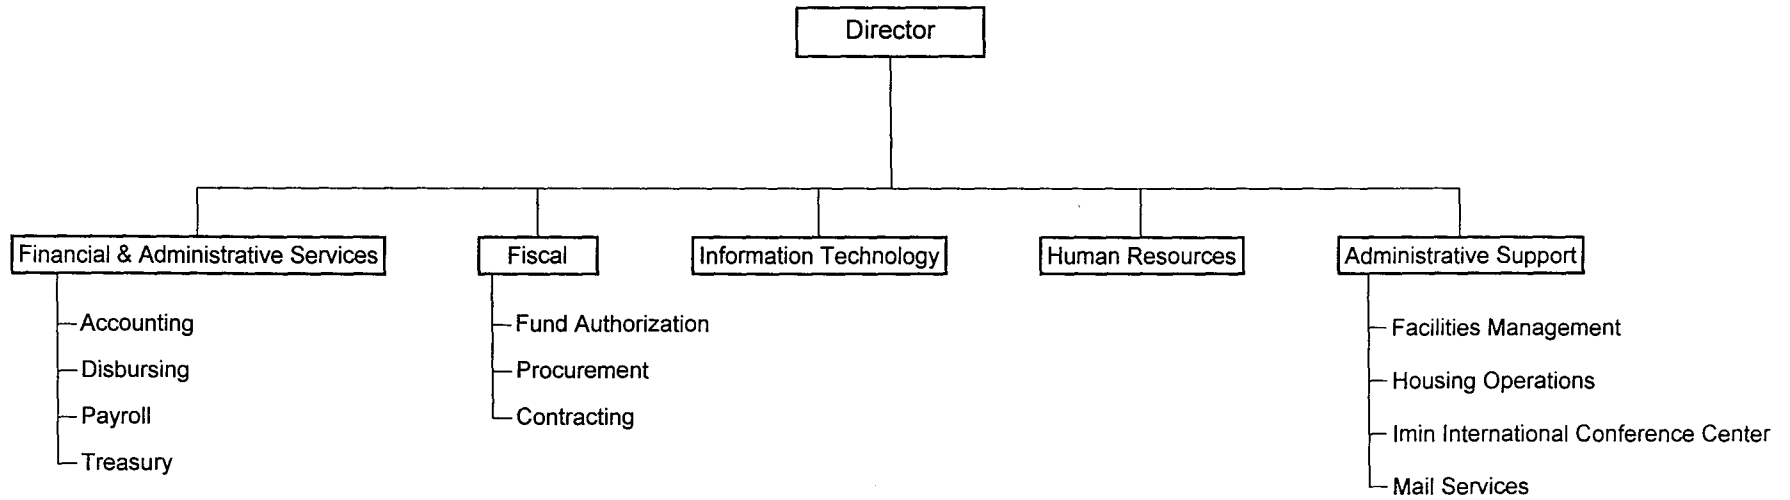 Director
Financial & Administrative Services
Fiscal
Information Technology
Human Resources
Administrative Support
Accounting
Disbursing
Payroll
Treasury
Fund Authorization
Procurement
Contracting
Facilities Management
Housing Operations
Imin International Conference Center
Mail Services